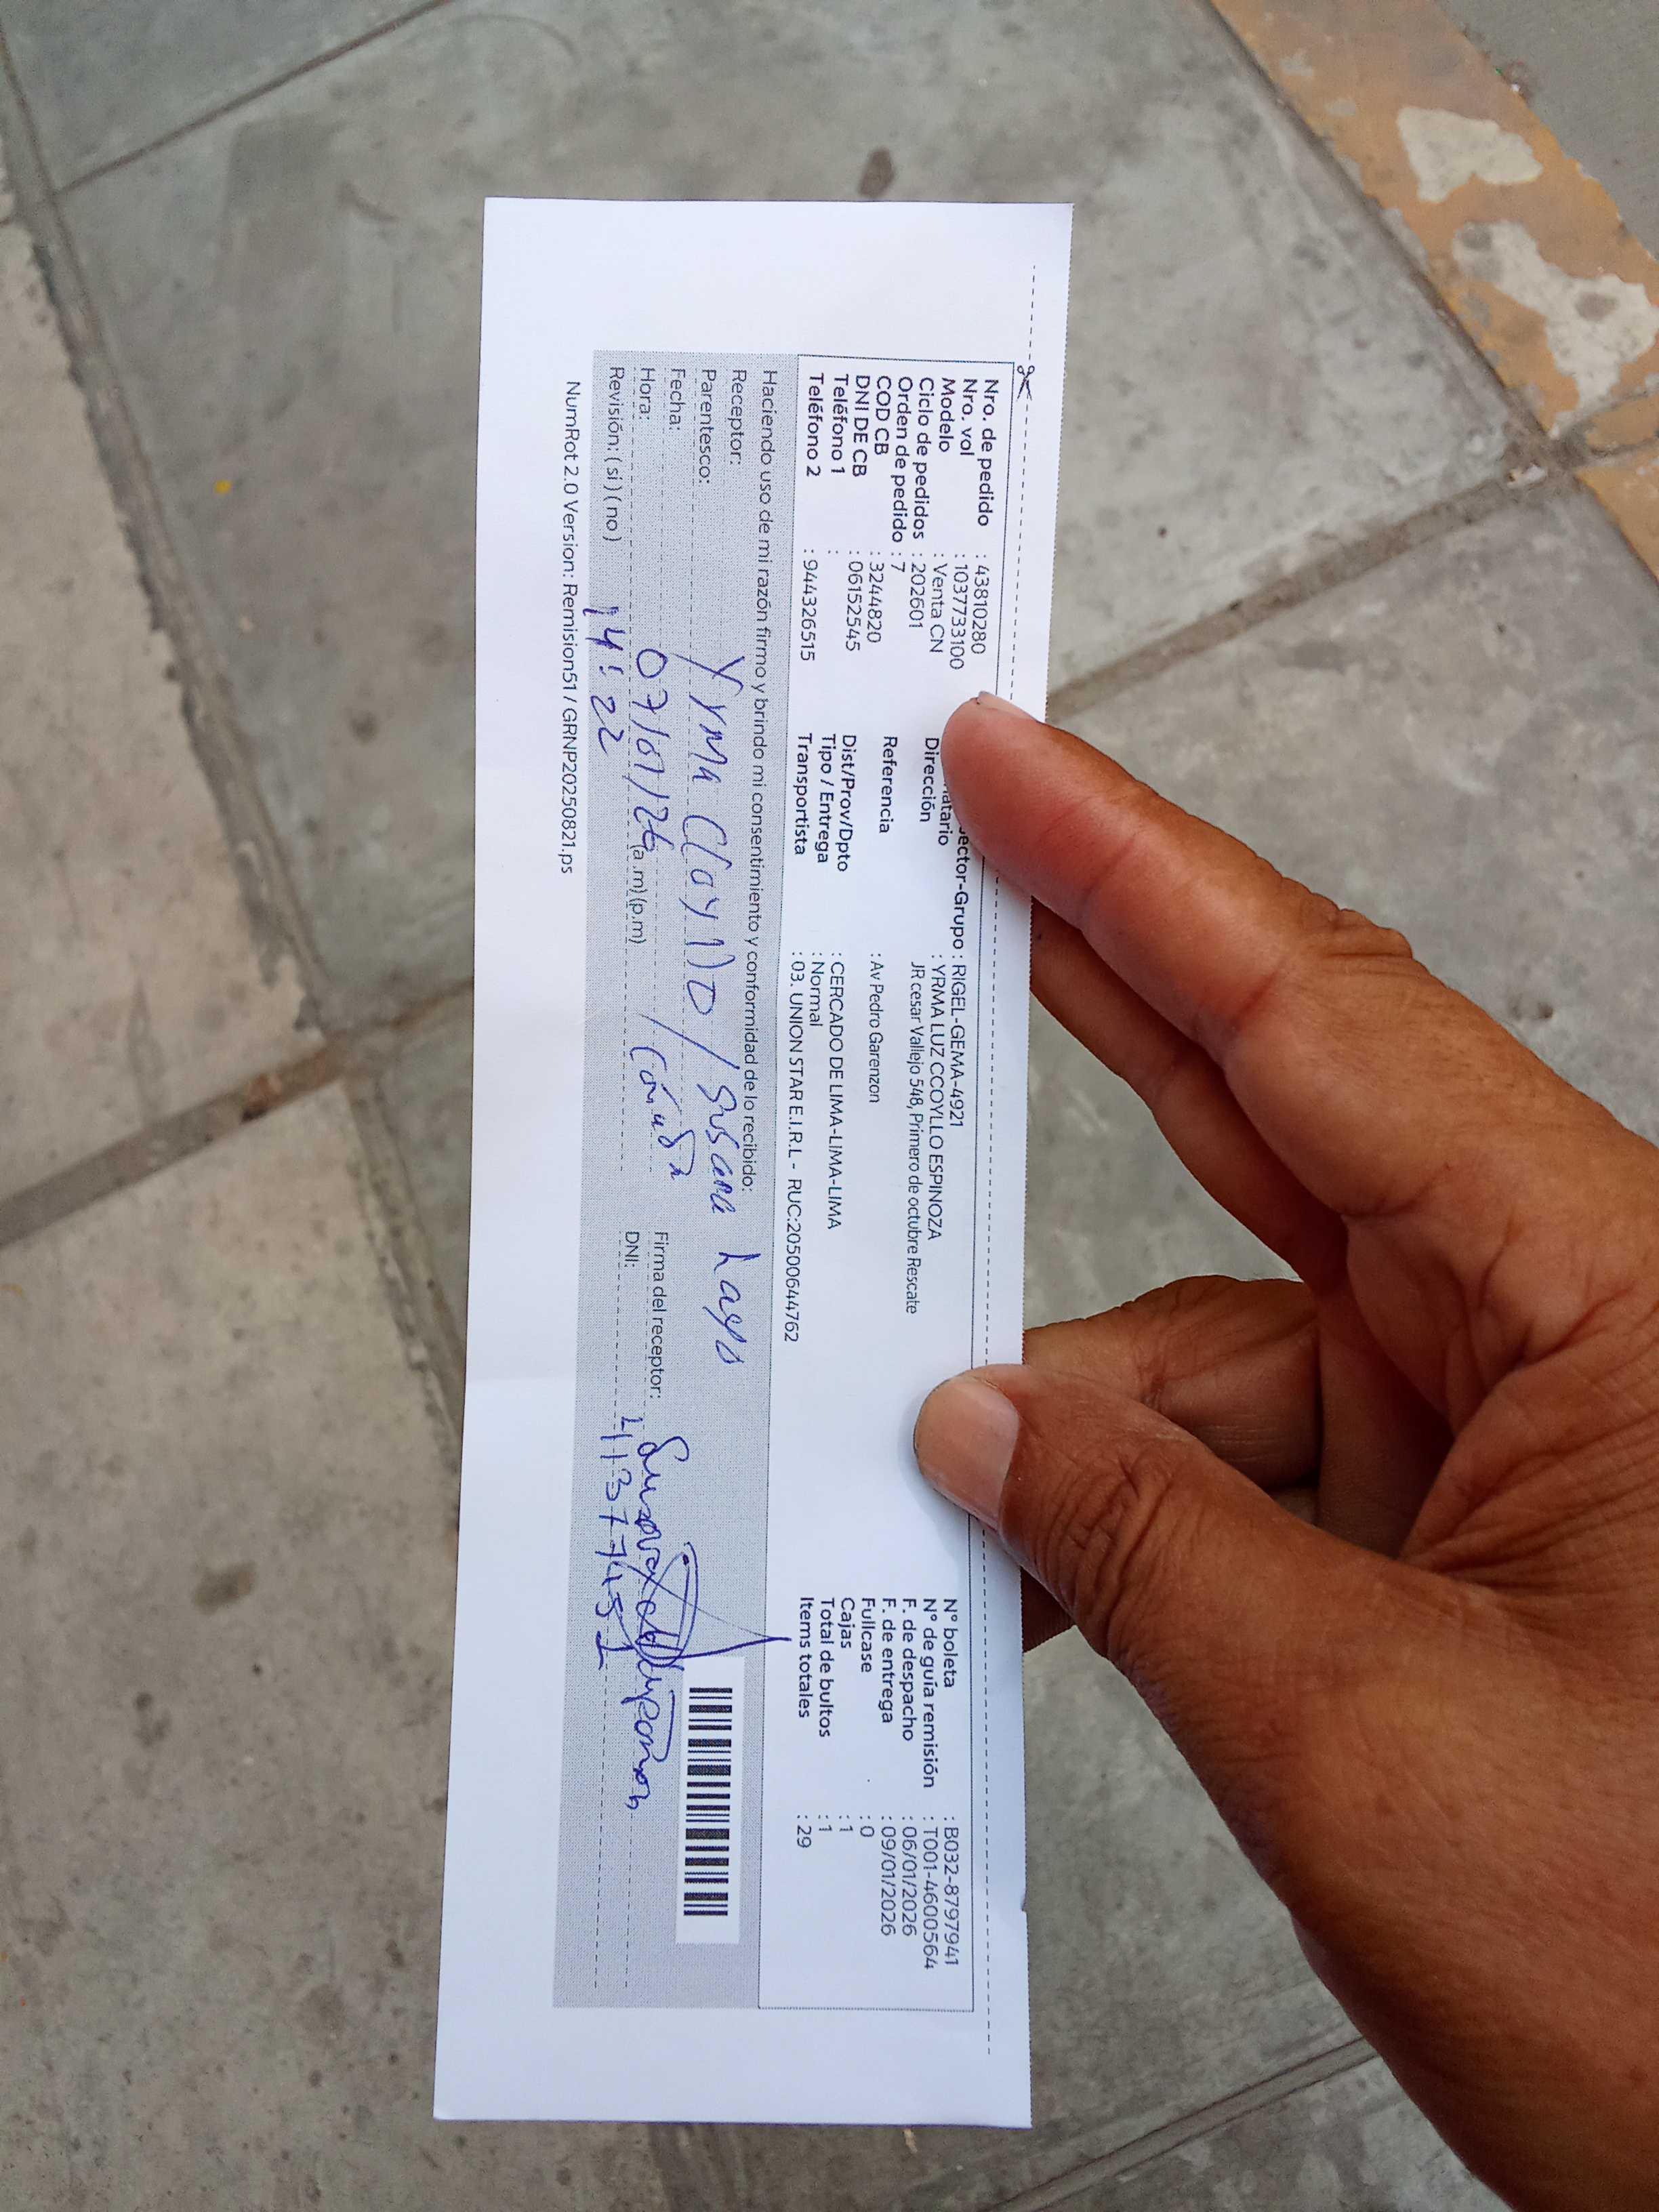 Nro. de pedido : 43810280
Nro. vol : 1037733100
Modelo : Venta CN
Ciclo de pedidos : 202601
Orden de pedido : 7
COD CB : 3244820
DNI DE CB : 06152545
Teléfono 1 :
Teléfono 2 : 944326515
ector-Grupo : RIGEL-GEMA-4921
atario : YRMA LUZ CCOYLLO ESPINOZA
Dirección JR cesar Vallejo 548, Primero de octubre Rescate
Referencia : Av Pedro Garenzon
Dist/Prov/Dpto : CERCADO DE LIMA-LIMA-LIMA
Tipo / Entrega : Normal
Transportista : 03. UNION STAR E.I.R.L - RUC:20500644762
N° boleta : B032-8797941
N° de guía remisión : T001-4600564
F. de despacho : 06/01/2026
F. de entrega : 09/01/2026
Fullcase : 0
Cajas : 1
Total de bultos : 1
Items totales : 29
Haciendo uso de mi razón firmo y brindo mi consentimiento y conformidad de lo recibido:
Receptor: Yrma / Susana
Parentesco:
Fecha: 07/01/26
Hora: 14:22 (a.m) (p.m)
Revisión: ( si ) ( no )
Firma del receptor:
DNI:
NumRot 2.0 Version: Remision51 / GRNP20250821.ps